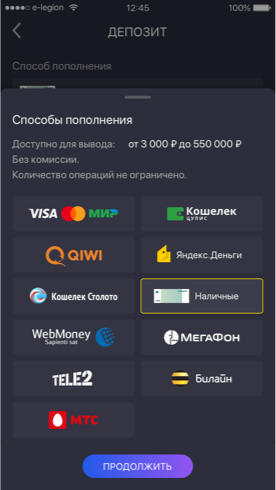 e-legion 12:45 100%
ДЕПОЗИТ
Способ пополнения
Способы пополнения
Доступно для вывода: от 3 000 ₽ до 550 000 ₽
Без комиссии.
Количество операций не ограничено.
VISA МИР
Кошелек
ЦУПИС
QIWI
Яндекс.Деньги
Кошелек Столото
Наличные
WebMoney
Sapienti sat
МЕГАФОН
TELE2
Билайн
МТС
ПРОДОЛЖИТЬ